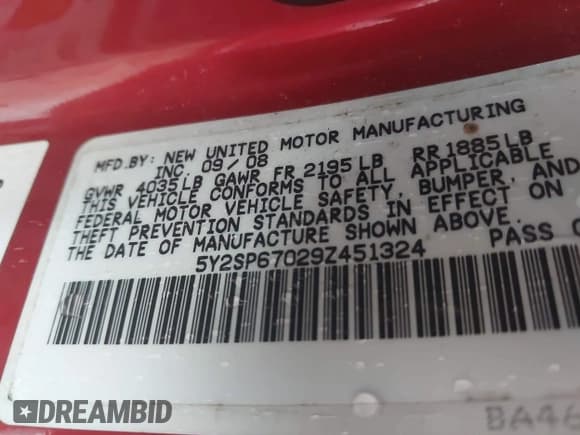 MFD.BY: NEW UNITED MOTOR MANUFACTURING
INC 09/08
GVWR 4035LB GAWR FR 2195LB RR1885LB
THIS VEHICLE CONFORMS TO ALL APPLICABLE
FEDERAL MOTOR VEHICLE SAFETY, BUMPER, AND
THEFT PREVENTION STANDARDS IN EFFECT ON
THE DATE OF MANUFACTURE SHOWN ABOVE.
5Y2SP67029Z451324 PASS
BA46
DREAMBID